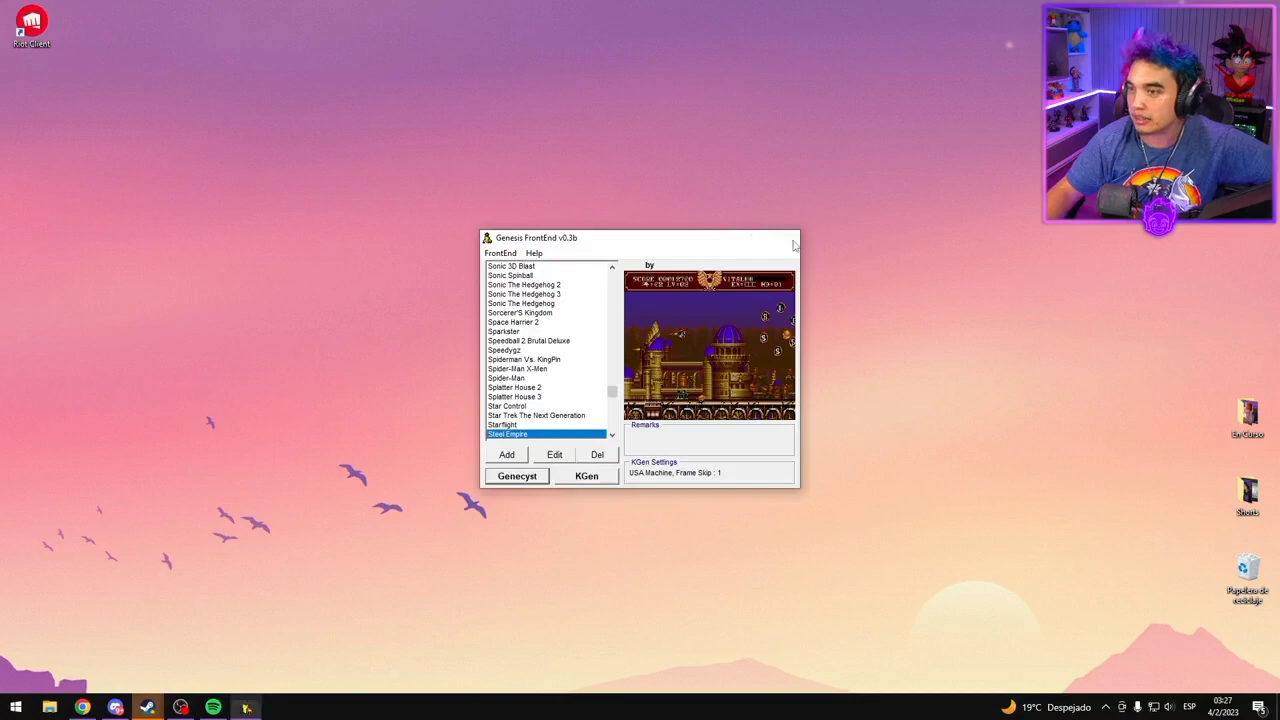 Riot Client
Genesis FrontEnd v0.3b
FrontEnd Help
Sonic 3D Blast
Sonic Spinball
Sonic The Hedgehog 2
Sonic The Hedgehog 3
Sonic The Hedgehog
Sorcerer'S Kingdom
Space Harrier 2
Sparkster
Speedball 2 Brutal Deluxe
Speedygz
Spiderman Vs. KingPin
Spider-Man X-Men
Spider-Man
Splatter House 2
Splatter House 3
Star Control
Star Trek The Next Generation
Starflight
Steel Empire
Add Edit Del
Genecyst KGen
by
SCORE
Remarks
KGen Settings
USA Machine, Frame Skip : 1
En Curso
Shorts
Papelera de
reciclaje
19°C Despejado
ESP
03:27
4/2/2023
5